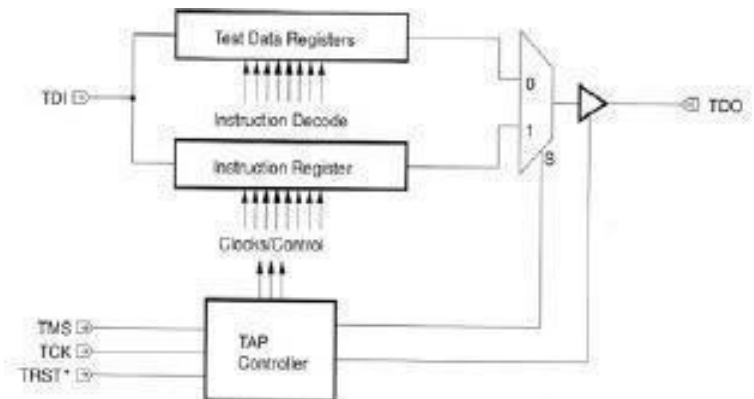 Test Data Registers
TDI
0
TDO
Instruction Decode
1
Instruction Register
S
Clocks/Control
TMS
TCK
TRST*
TAP
Controller